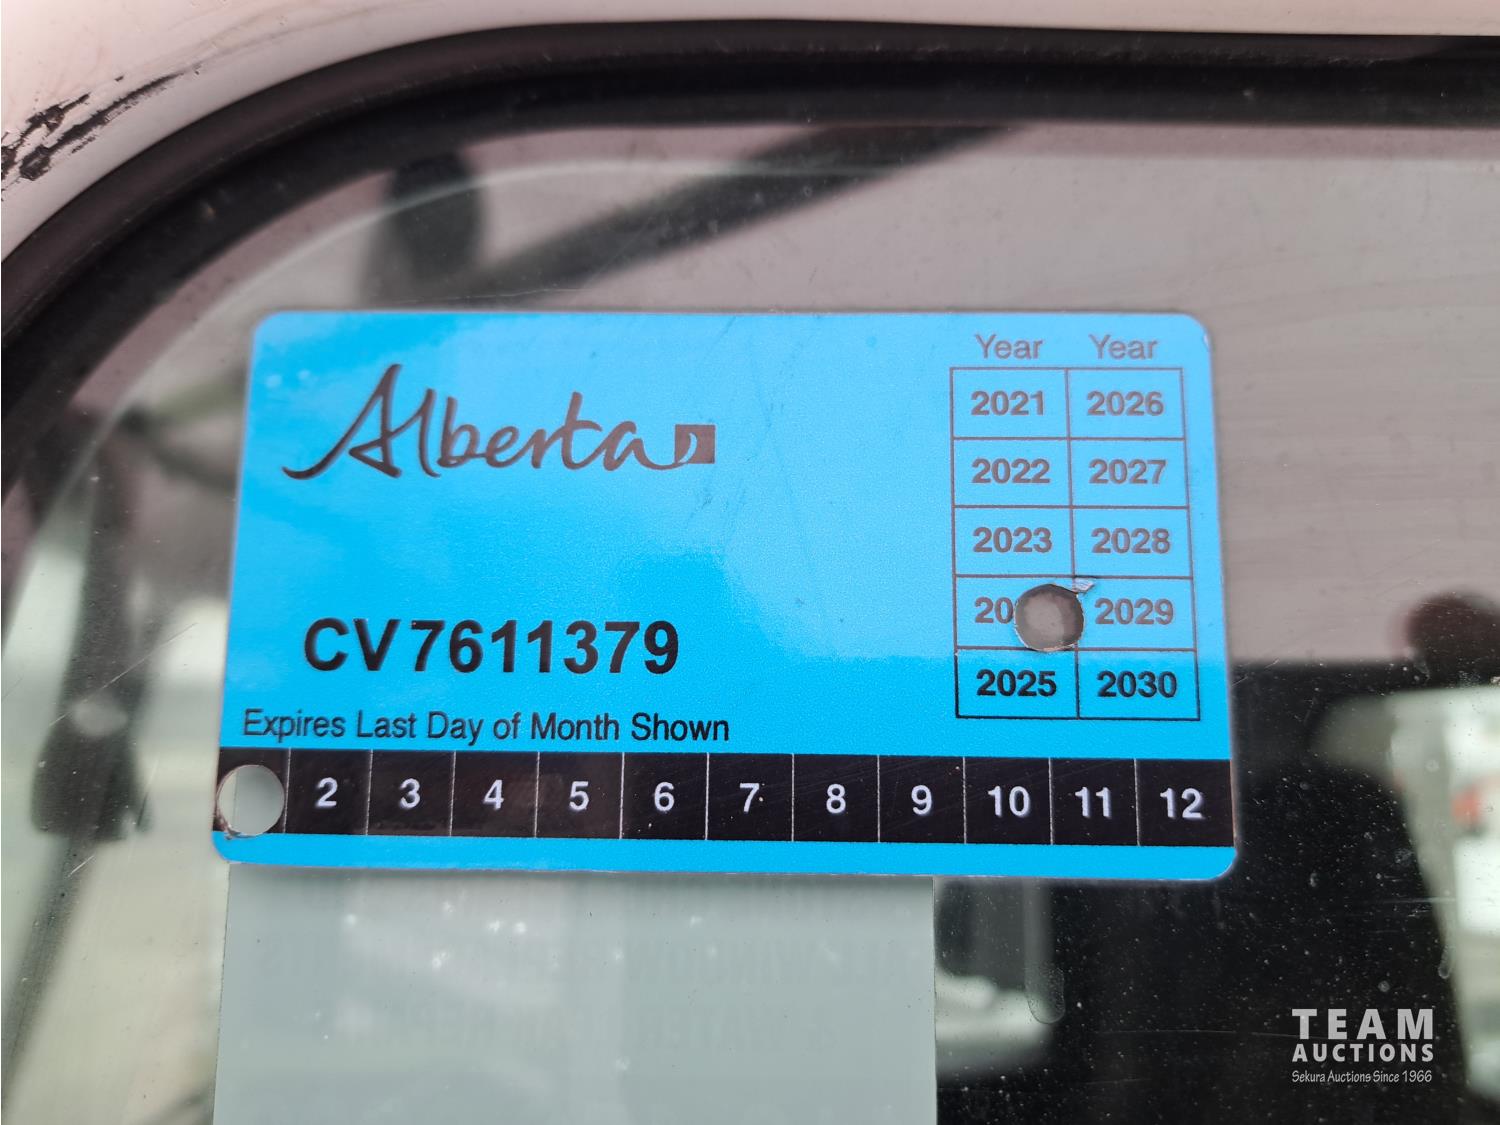 Alberta
Year Year
2021 2026
2022 2027
2023 2028
20 2029
2025 2030
CV7611379
Expires Last Day of Month Shown
2 3 4 5 6 7 8 9 10 11 12
TEAM
AUCTIONS
Sekura Auctions Since 1966